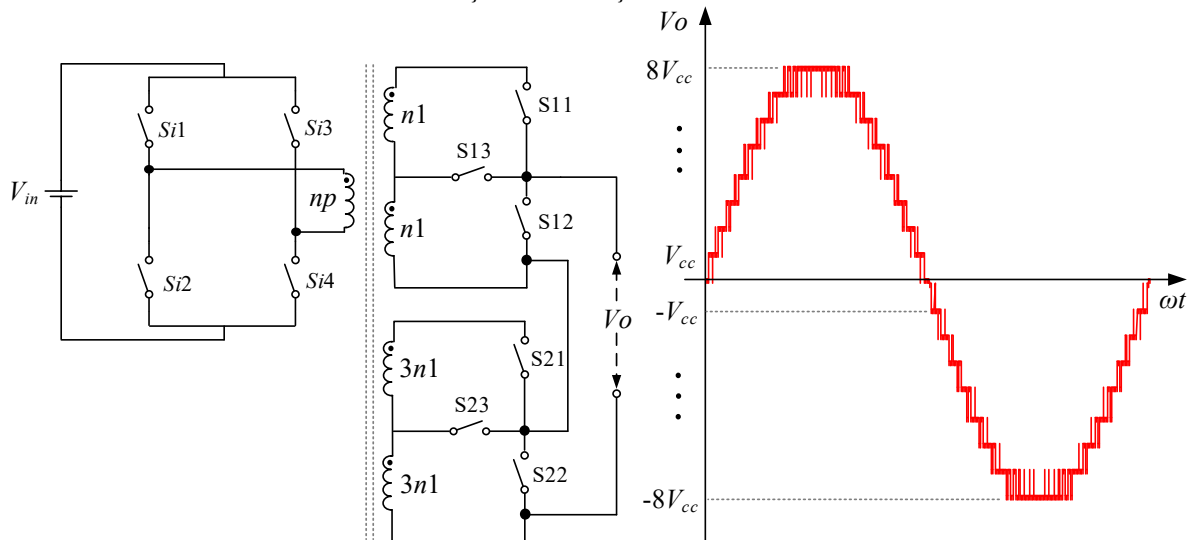 Vo
8Vcc
S11
n1
Si1
Si3
S13
Vin
np
n1
S12
Vcc
Si2
Si4
ωt
-Vcc
Vo
S21
3n1
S23
S22
3n1
-8Vcc